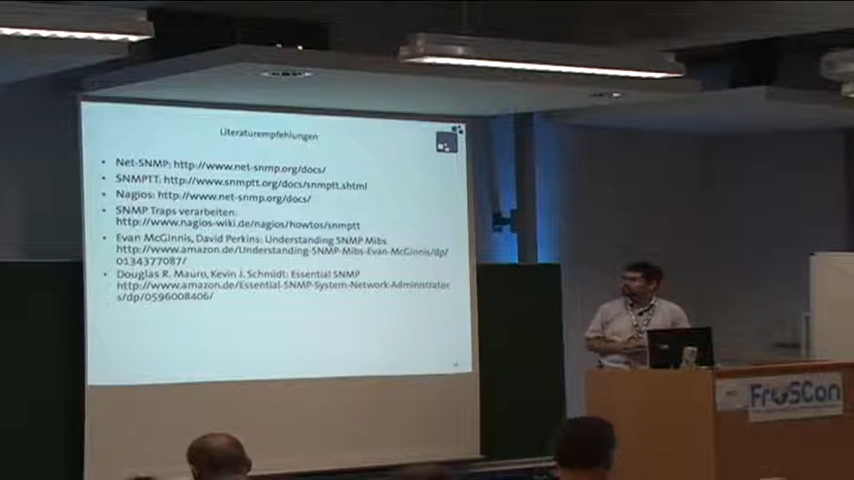 Literaturempfehlungen
• Net-SNMP: http://www.net-snmp.org/docs/
• SNMPTT: http://www.snmptt.org/docs/snmptt.shtml
• Nagios: http://www.net-snmp.org/docs/
• SNMP Traps verarbeiten:
http://www.nagios-wiki.de/nagios/howtos/snmptt
• Evan McGinnis, David Perkins: Understanding SNMP Mibs
http://www.amazon.de/Understanding-SNMP-Mibs-Evan-McGinnis/dp/
0134377087/
• Douglas R. Mauro, Kevin J. Schmidt: Essential SNMP
http://www.amazon.de/Essential-SNMP-System-Network-Administrator
s/dp/0596008406/
FrOSCon